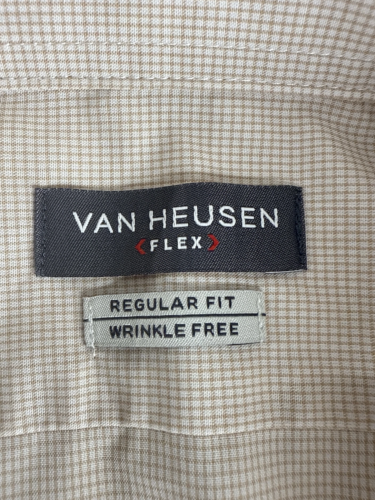 VAN HEUSEN
‹FLEX›
REGULAR FIT
WRINKLE FREE